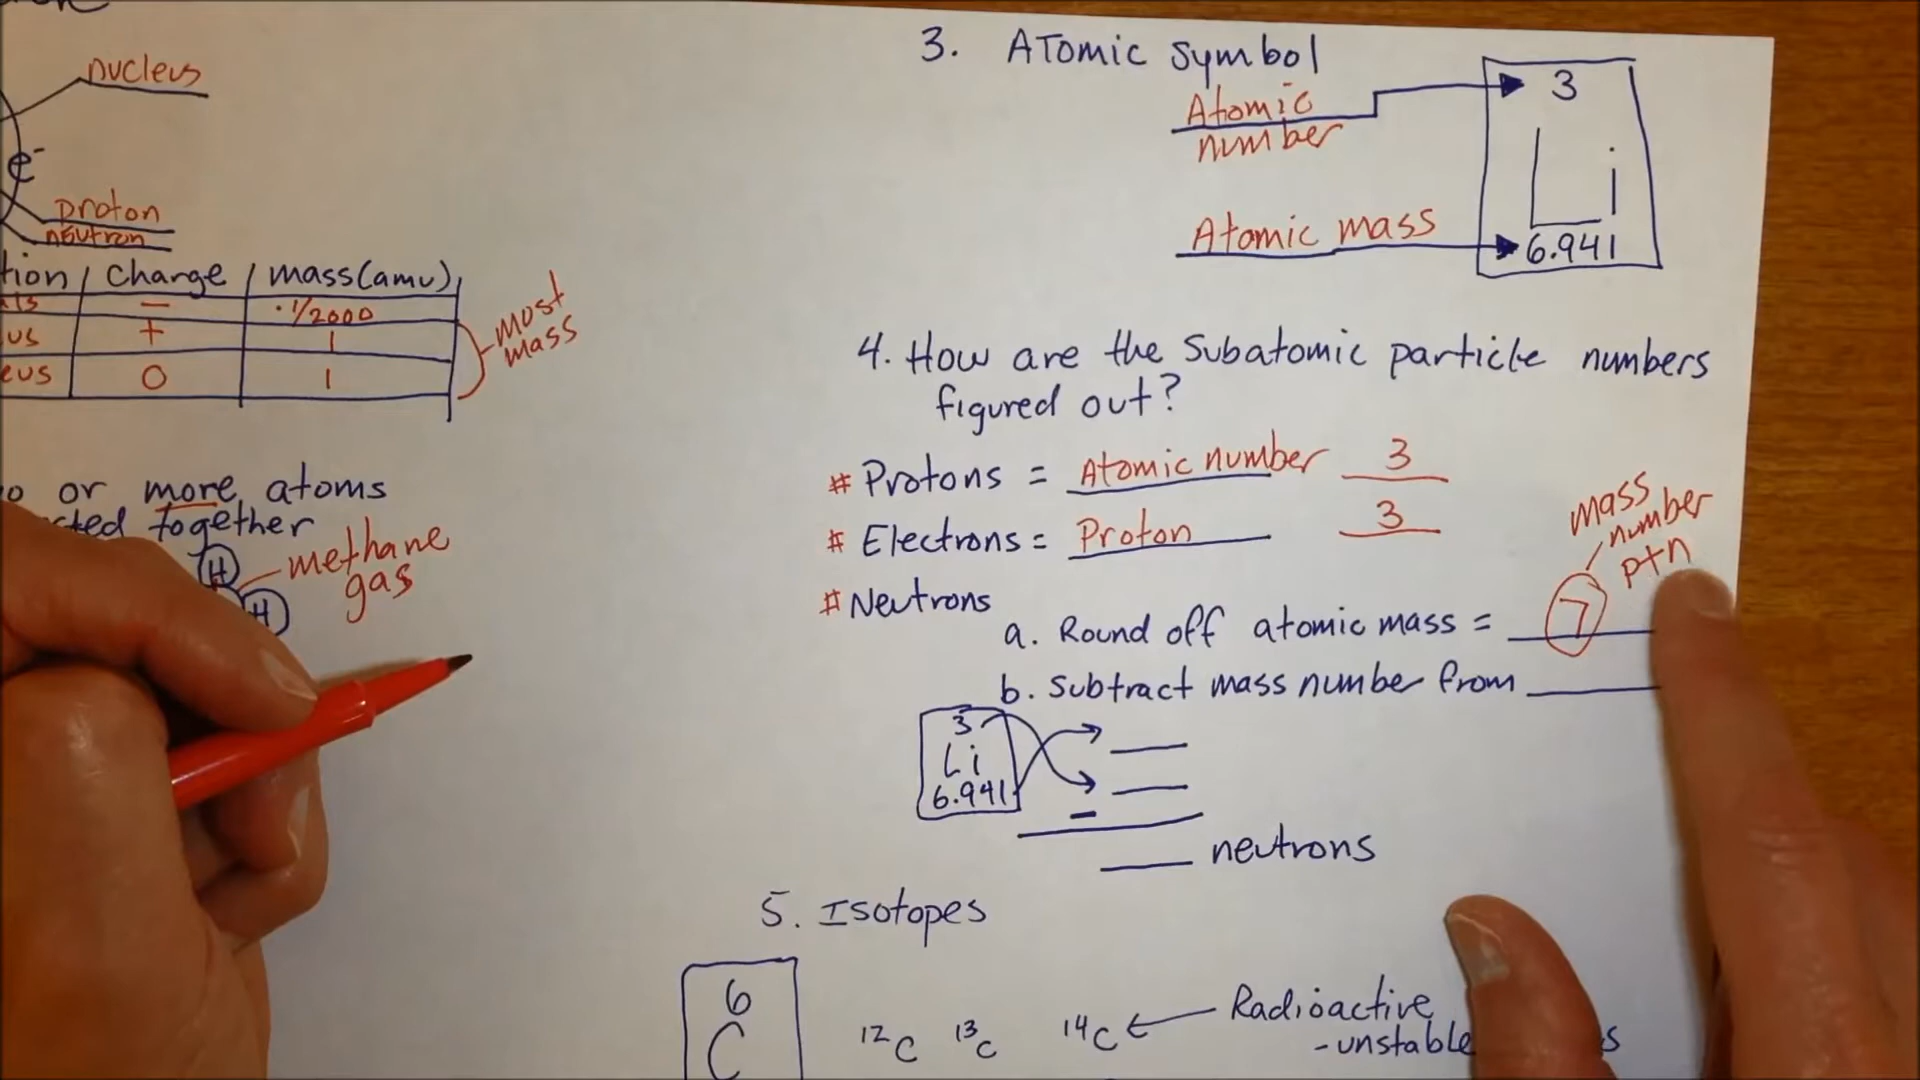 nucleus
e-
proton
neutron
Charge mass(amu)
− 1/2000
+ 1
0 1
most
mass
or more atoms
together
methane
gas
H
H
3. Atomic Symbol
Atomic
number
Atomic mass
3
Li
6.941
4. How are the subatomic particle numbers
figured out?
# Protons = Atomic number 3
# Electrons = Proton 3
# Neutrons
mass
number
p+n
a. Round off atomic mass = 7
b. Subtract mass number from
3
Li
6.941
−
neutrons
5. Isotopes
6
C
12C 13C 14C
Radioactive
-unstable